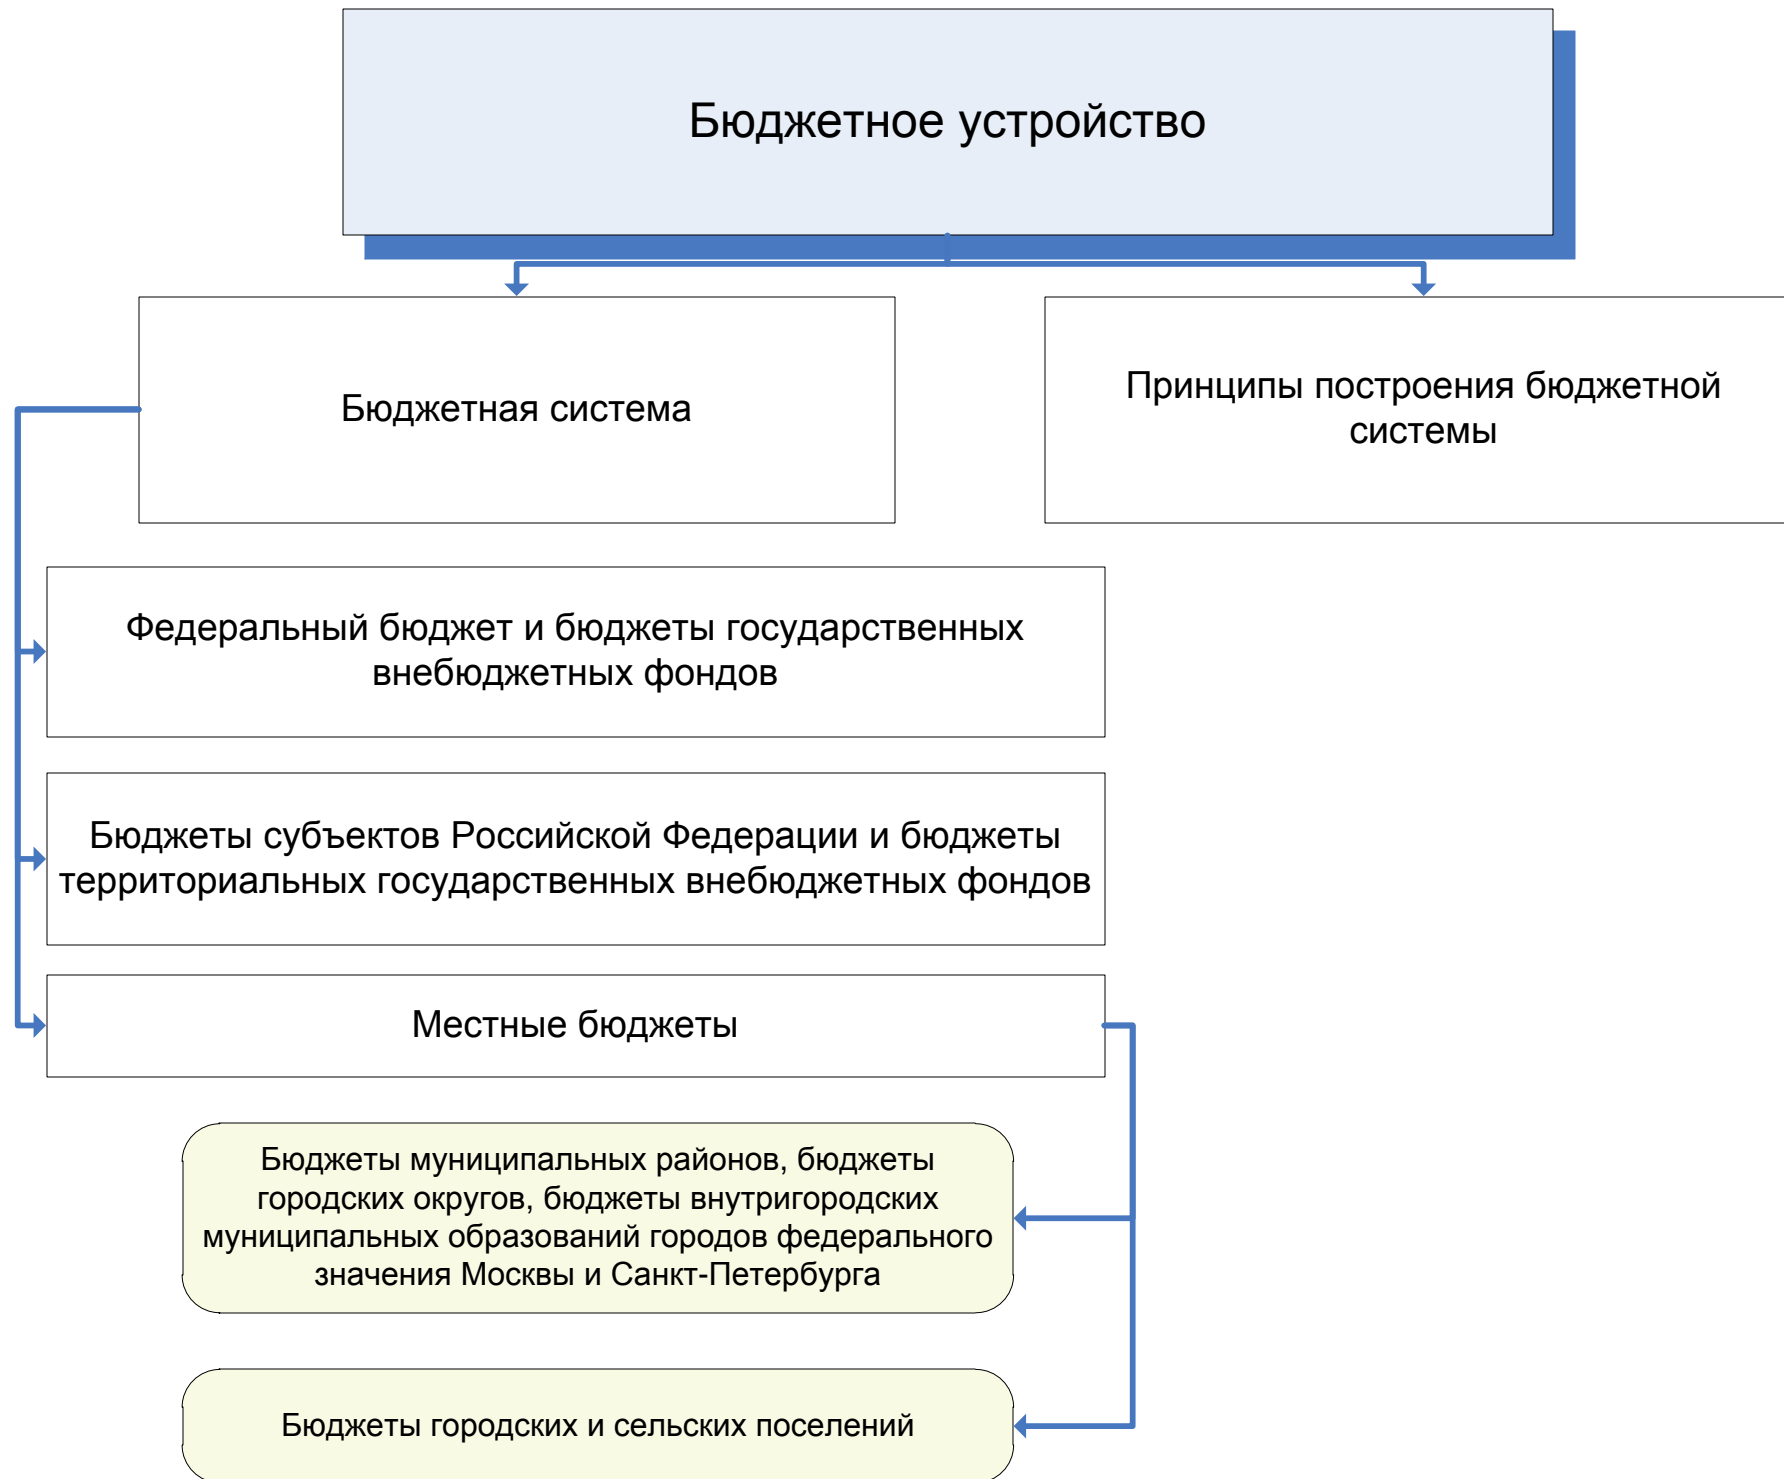 Бюджетное устройство
Бюджетная система
Принципы построения бюджетной
системы
Федеральный бюджет и бюджеты государственных
внебюджетных фондов
Бюджеты субъектов Российской Федерации и бюджеты
территориальных государственных внебюджетных фондов
Местные бюджеты
Бюджеты муниципальных районов, бюджеты
городских округов, бюджеты внутригородских
муниципальных образований городов федерального
значения Москвы и Санкт-Петербурга
Бюджеты городских и сельских поселений